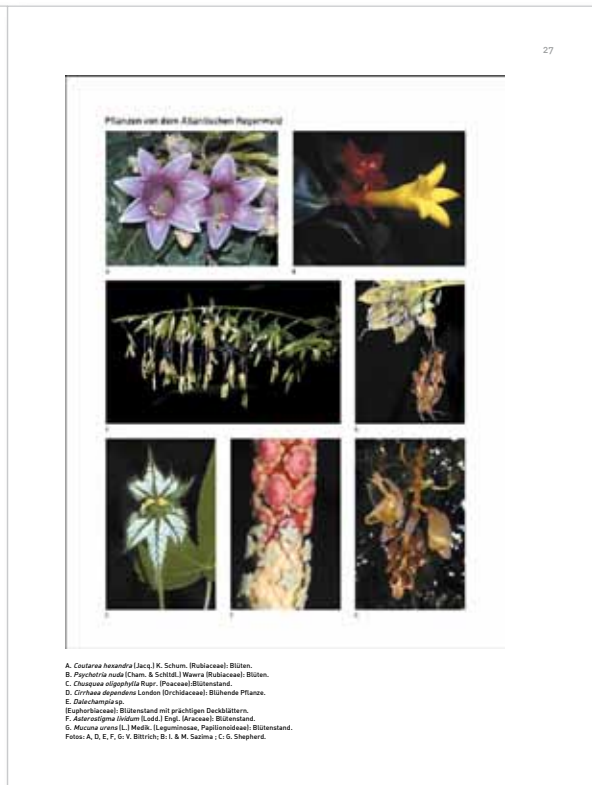 27
Pflanzen von dem Atlantischen Regenwald
A
B
A. Coutarea hexandra (Jacq.) K. Schum. (Rubiaceae): Blüten.
B. Psychotria nuda (Cham. & Schltdl.) Wawra (Rubiaceae): Blüten.
C. Chusquea oligophylla Rupr. (Poaceae):Blütenstand.
D. Cirrhaea dependens London (Orchidaceae): Blühende Pflanze.
E. Dalechampia sp.
(Euphorbiaceae): Blütenstand mit prächtigen Deckblättern.
F. Asterostigma lividum (Lodd.) Engl. (Araceae): Blütenstand.
G. Mucuna urens (L.) Medik. (Leguminosae, Papilionoideae): Blütenstand.
Fotos: A, D, E, F, G: V. Bittrich; B: I. & M. Sazima ; C: G. Shepherd.